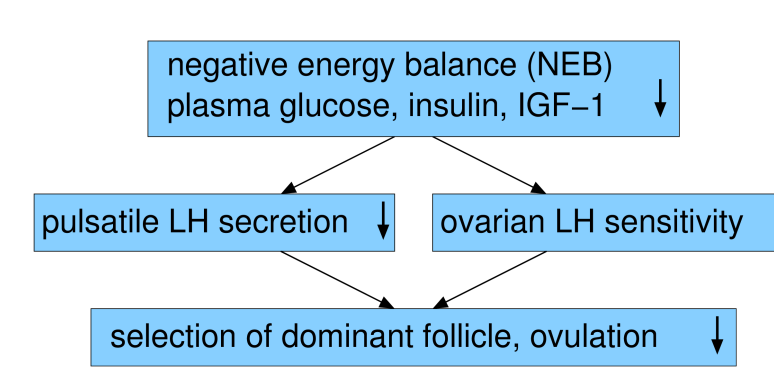 negative energy balance (NEB)
plasma glucose, insulin, IGF−1
pulsatile LH secretion
ovarian LH sensitivity
selection of dominant follicle, ovulation